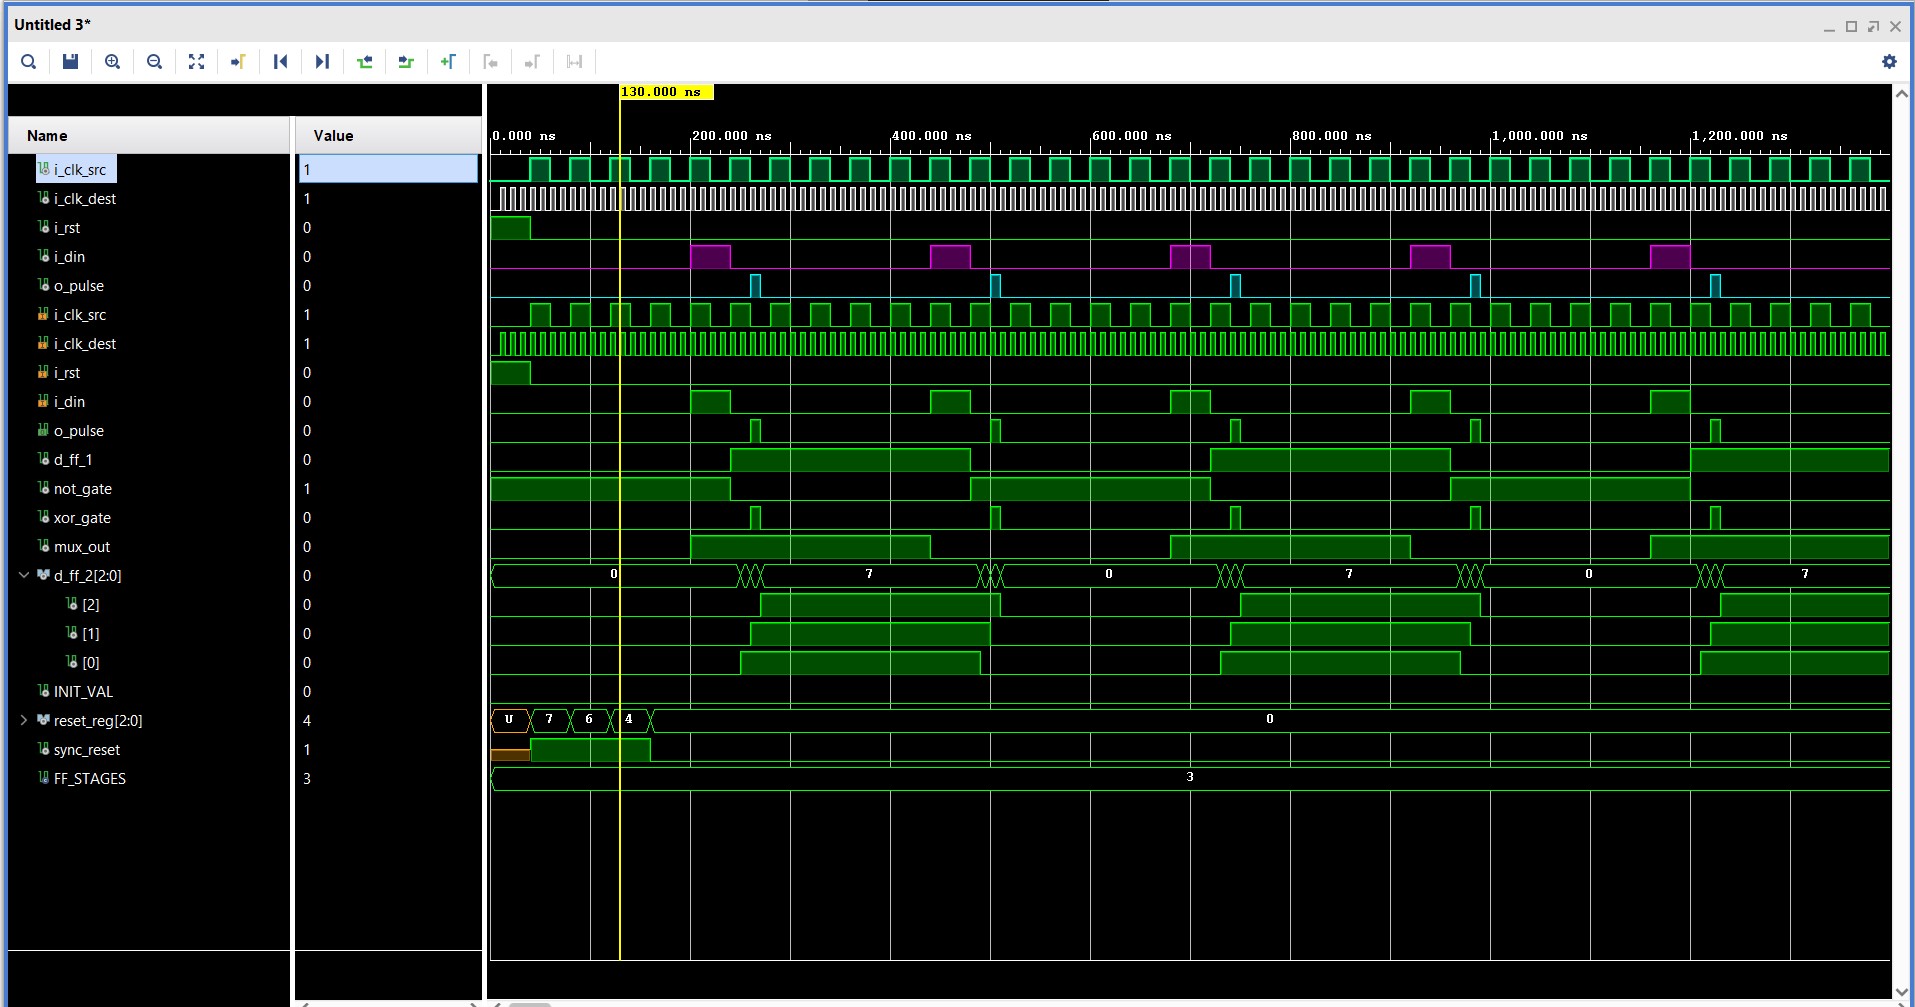 Untitled 3*
130.000 ns
Name Value
0.000 ns 200.000 ns 400.000 ns 600.000 ns 800.000 ns 1,000.000 ns 1,200.000 ns
i_clk_src 1
i_clk_dest 1
i_rst 0
i_din 0
o_pulse 0
i_clk_src 1
i_clk_dest 1
i_rst 0
i_din 0
o_pulse 0
d_ff_1 0
not_gate 1
xor_gate 0
mux_out 0
d_ff_2[2:0] 0 0 7 0 7 0 7
[2] 0
[1] 0
[0] 0
INIT_VAL 0
reset_reg[2:0] 4 U 7 6 4 0
sync_reset 1
FF_STAGES 3 3